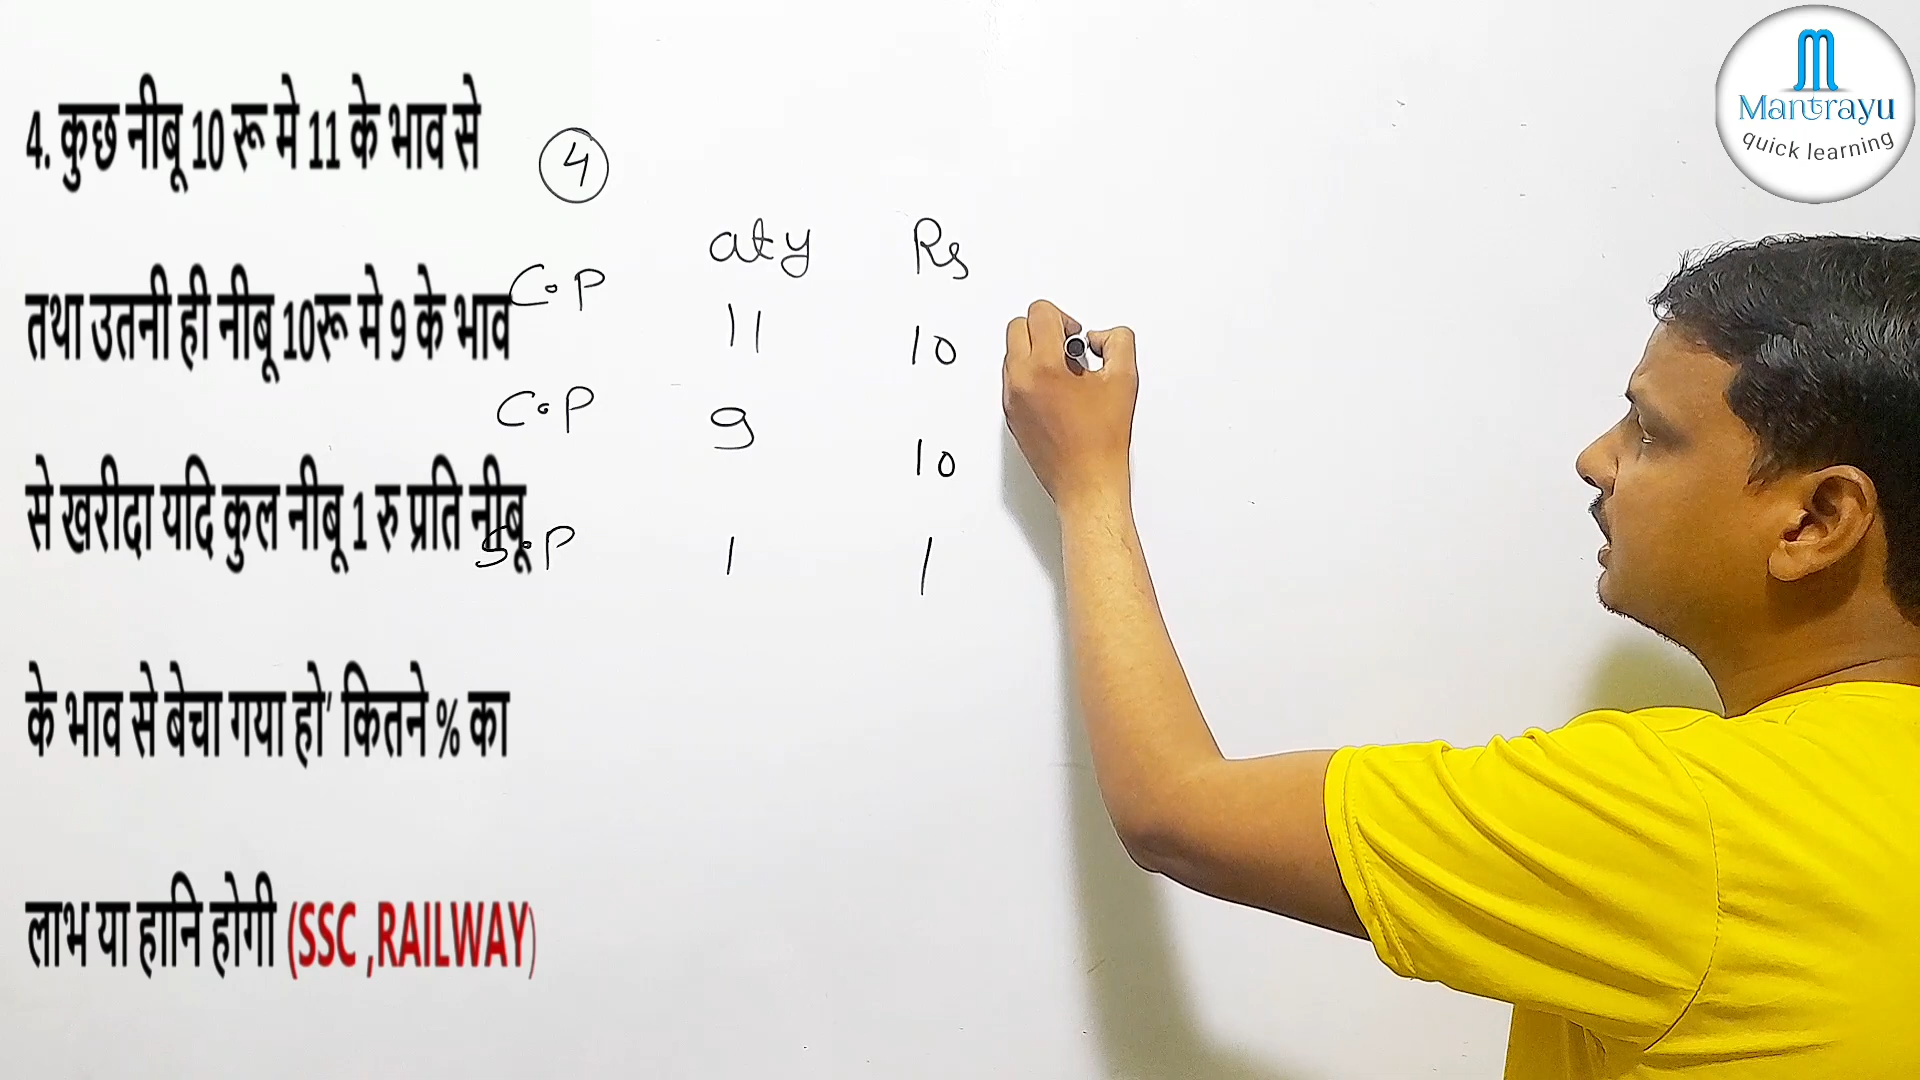 4. कुछ नीबू 10 रू मे 11 के भाव से
तथा उतनी ही नीबू 10रू मे 9 के भाव
से खरीदा यदि कुल नीबू 1 रु प्रति नीबू
के भाव से बेचा गया हो’ कितने % का
लाभ या हानि होगी (SSC ,RAILWAY)
4
aty Rs
C.P 11 10
C.P 9 10
S.P 1 1
m
Mantrayu
quick learning